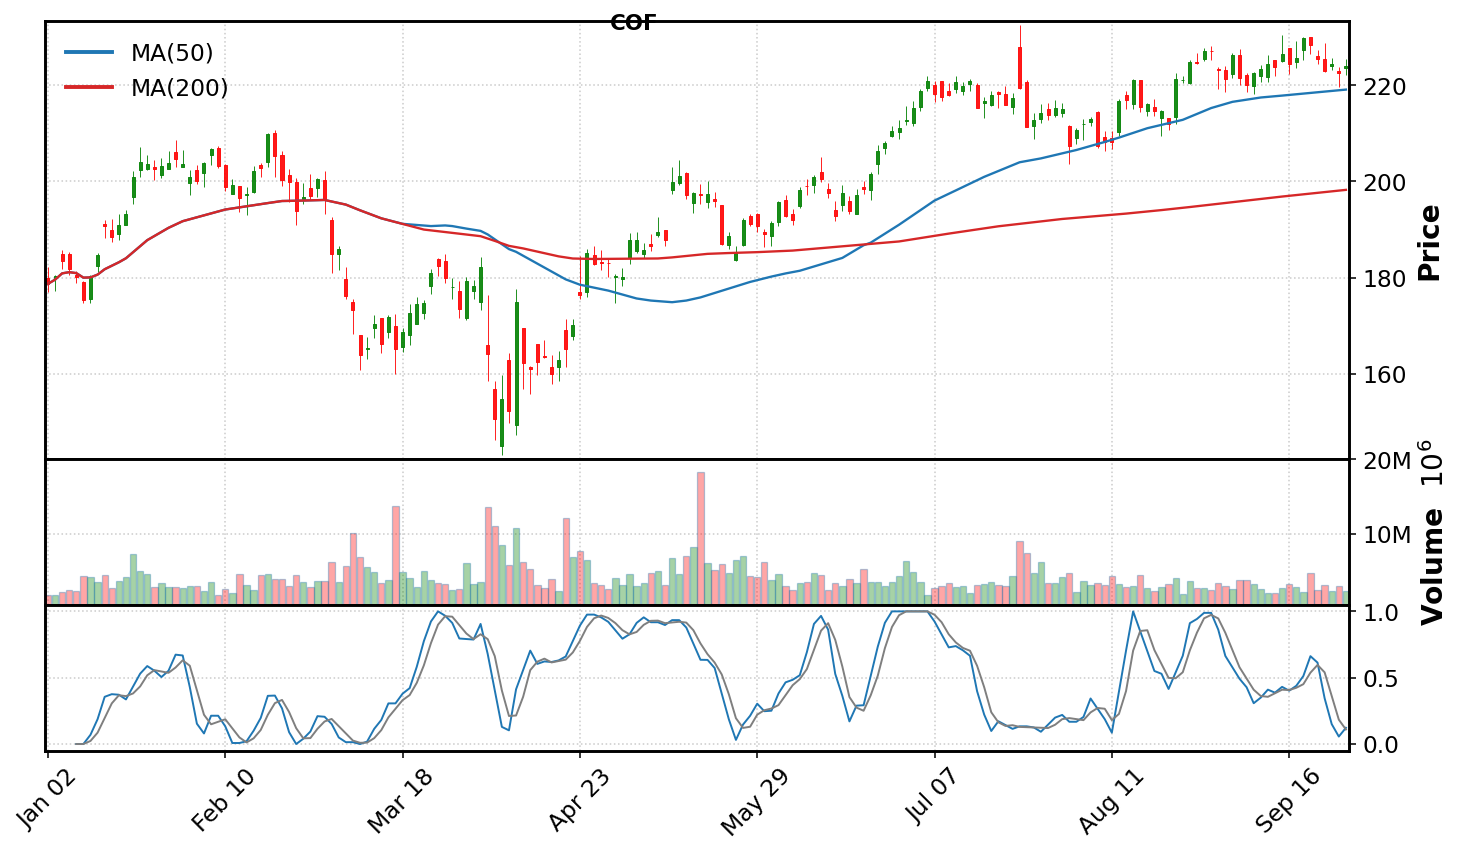 COF
MA(50)
MA(200)
220
200
180
160
Price
20M
10M
Volume 10^6
1.0
0.5
0.0
Jan 02
Feb 10
Mar 18
Apr 23
May 29
Jul 07
Aug 11
Sep 16